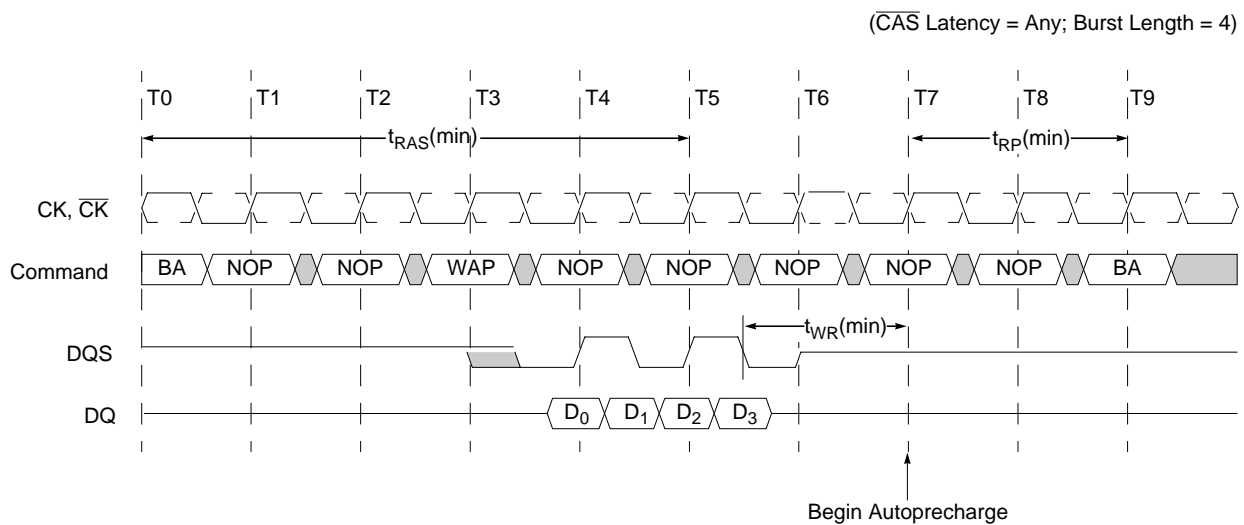 (CAS Latency = Any; Burst Length = 4)
T0 T1 T2 T3 T4 T5 T6 T7 T8 T9
tRAS(min) tRP(min)
CK, CK
Command BA NOP NOP WAP NOP NOP NOP NOP NOP BA
tWR(min)
DQS
DQ D0 D1 D2 D3
Begin Autoprecharge